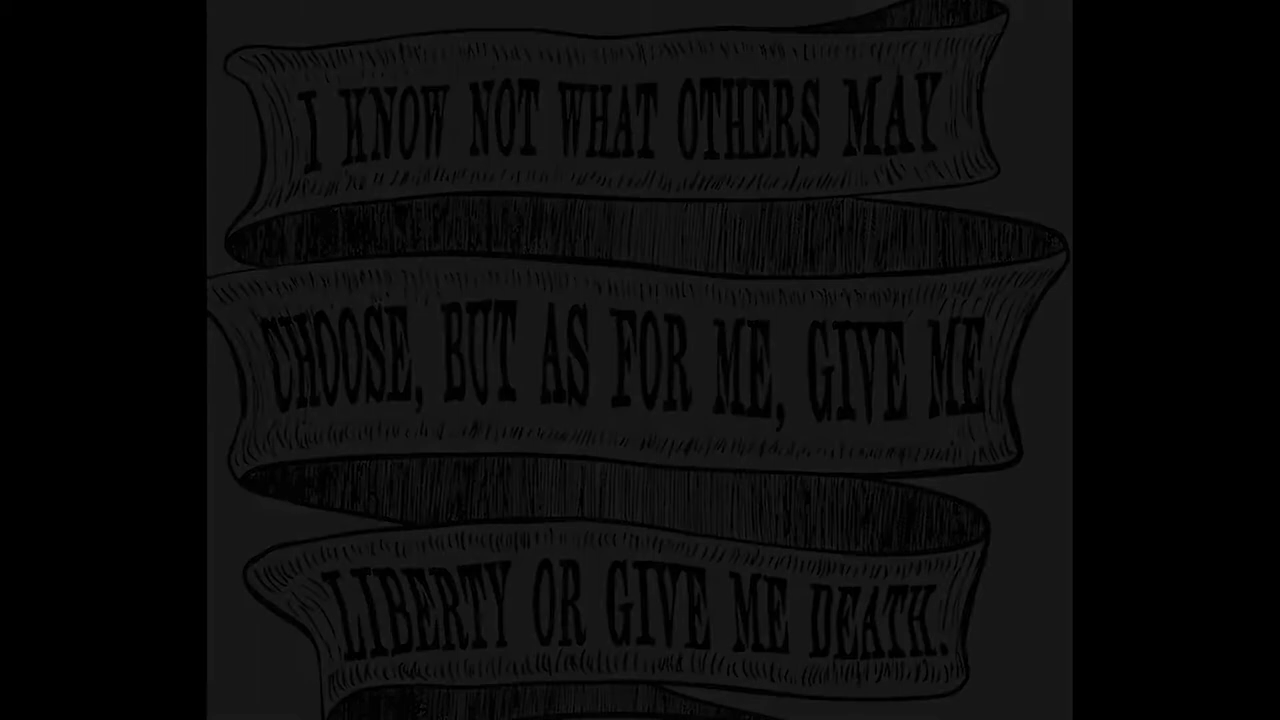 I KNOW NOT WHAT OTHERS MAY
CHOOSE, BUT AS FOR ME, GIVE ME
LIBERTY OR GIVE ME DEATH.